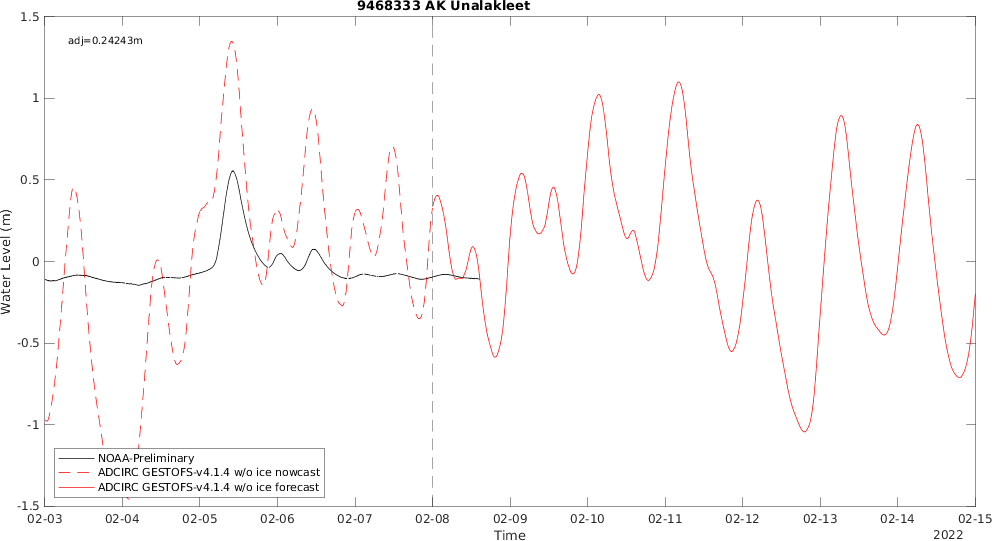 9468333 AK Unalakleet
adj=0.24243m
1.5
1
0.5
0
-0.5
-1
-1.5
Water Level (m)
NOAA-Preliminary
ADCIRC GESTOFS-v4.1.4 w/o ice nowcast
ADCIRC GESTOFS-v4.1.4 w/o ice forecast
02-03 02-04 02-05 02-06 02-07 02-08 02-09 02-10 02-11 02-12 02-13 02-14 02-15
Time
2022